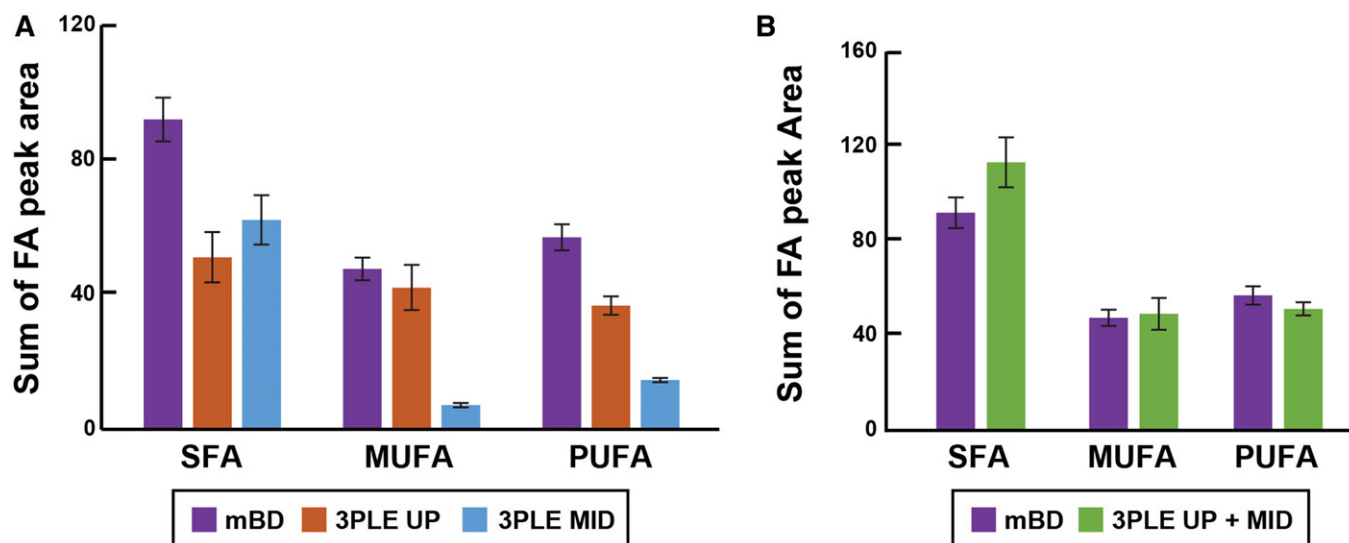 A
Sum of FA peak area
120
80
40
0
SFA MUFA PUFA
mBD 3PLE UP 3PLE MID
B
Sum of FA peak Area
160
120
80
40
0
SFA MUFA PUFA
mBD 3PLE UP + MID